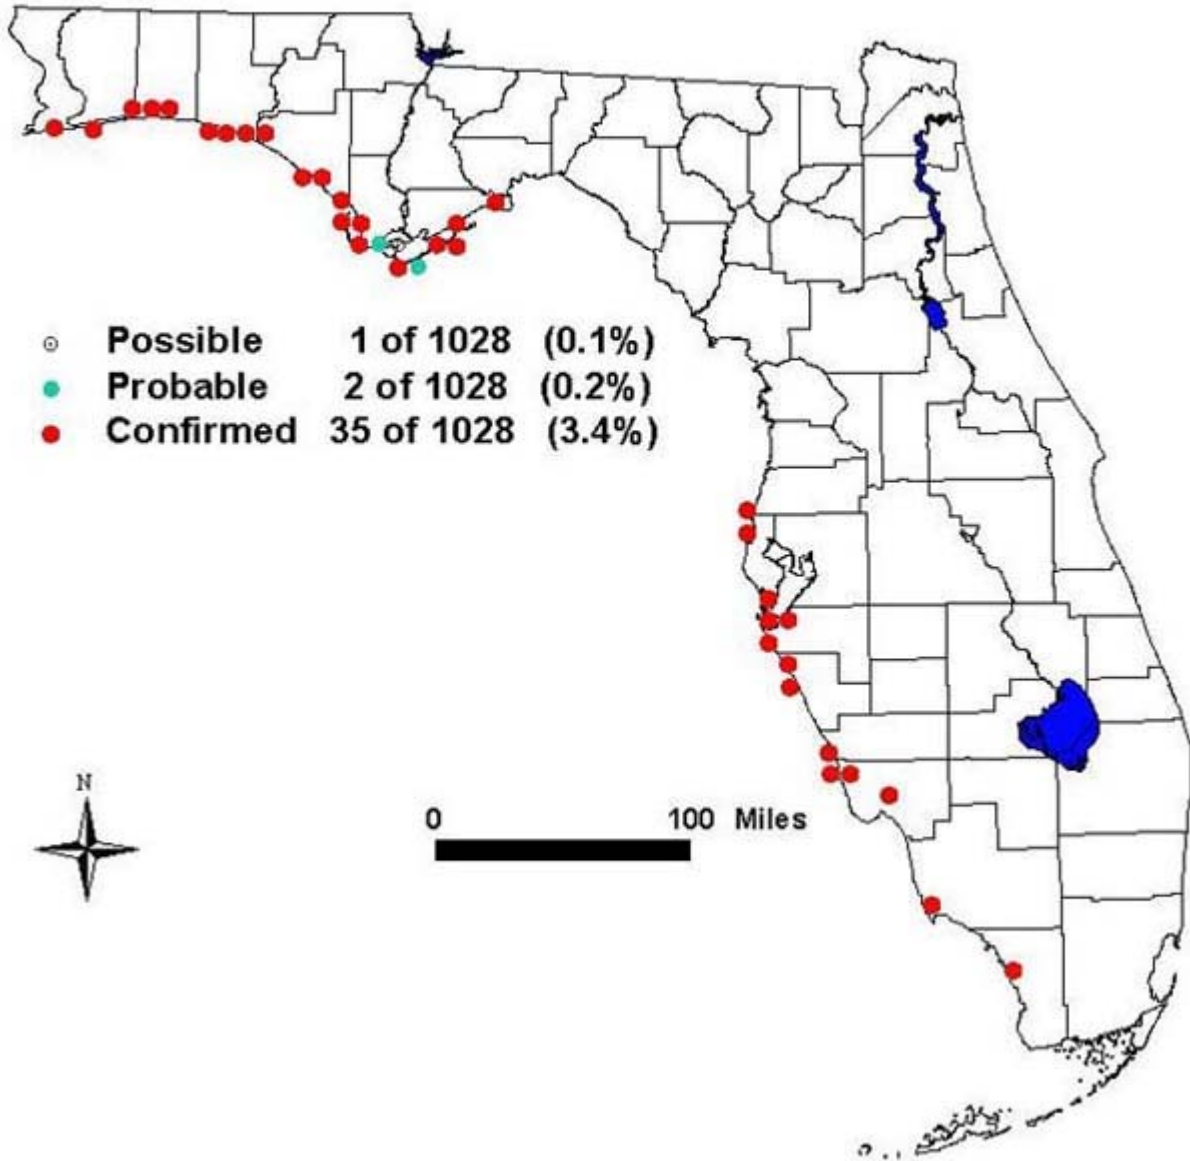 Possible 1 of 1028 (0.1%)
Probable 2 of 1028 (0.2%)
Confirmed 35 of 1028 (3.4%)
N
0 100 Miles